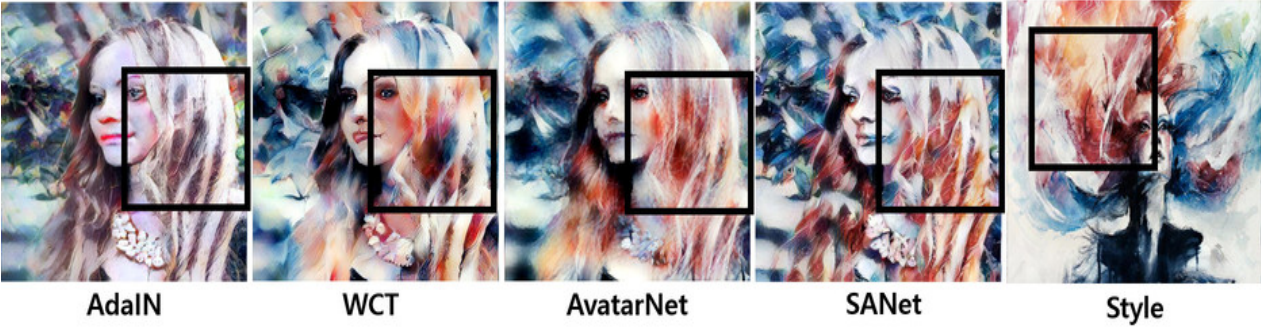 AdaIN
WCT
AvatarNet
SANet
Style